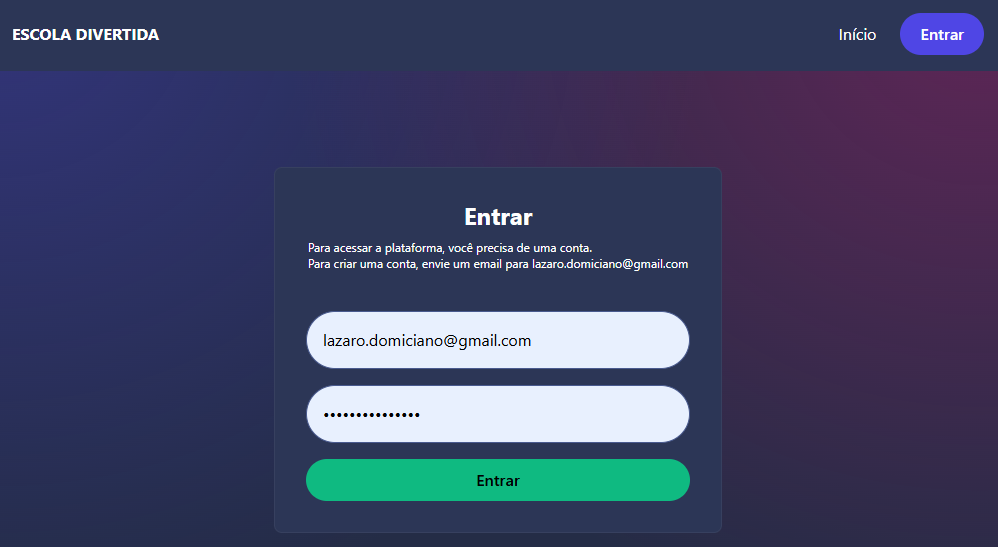 ESCOLA DIVERTIDA
Início
Entrar
Entrar
Para acessar a plataforma, você precisa de uma conta.
Para criar uma conta, envie um email para lazaro.domiciano@gmail.com
lazaro.domiciano@gmail.com
•••••••••••••••
Entrar